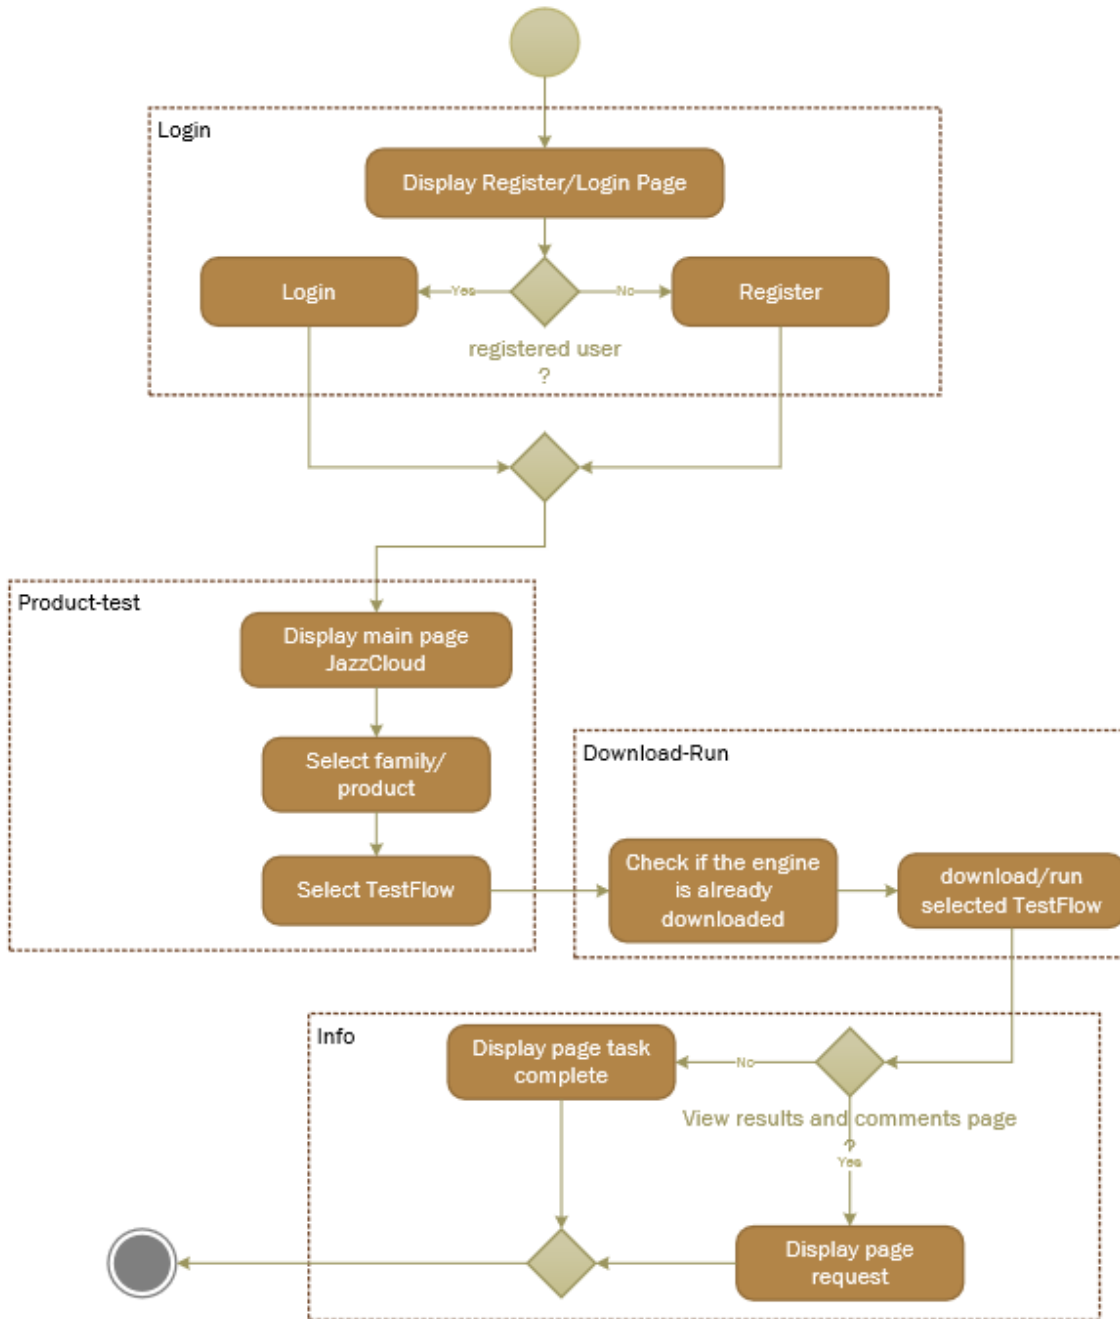 Login
Display Register/Login Page
Login
Yes
No
Register
registered user
?
Product-test
Display main page
JazzCloud
Select family/
product
Select TestFlow
Download-Run
Check if the engine
is already
downloaded
download/run
selected TestFlow
Info
Display page task
complete
No
View results and comments page
?
Yes
Display page
request